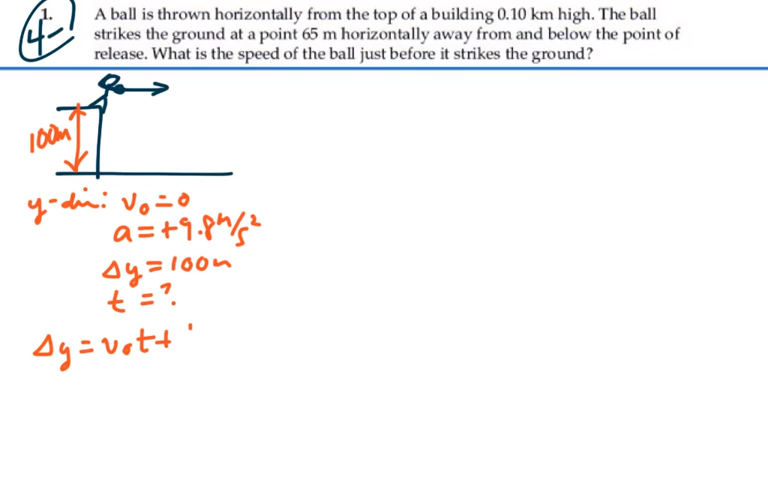 4-1
1. A ball is thrown horizontally from the top of a building 0.10 km high. The ball
strikes the ground at a point 65 m horizontally away from and below the point of
release. What is the speed of the ball just before it strikes the ground?
100m
y-dir: v₀=0
a=+9.8m/s²
Δy=100m
t=?
Δy=v₀t+